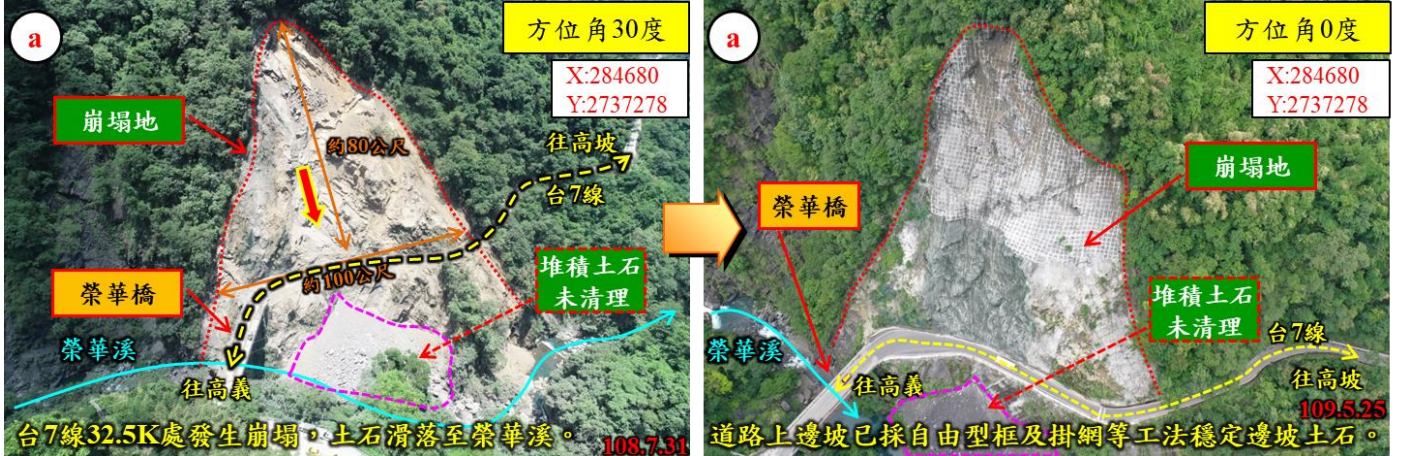 a
方位角30度
X:284680
Y:2737278
崩塌地
約80公尺
往高坡
台7線
約100公尺
堆積土石
未清理
榮華橋
榮華溪
往高義
台7線32.5K處發生崩塌，土石滑落至榮華溪。
108.7.31
a
方位角0度
X:284680
Y:2737278
崩塌地
榮華橋
堆積土石
未清理
榮華溪
台7線
往高義
往高坡
109.5.25
道路上邊坡已採自由型框及掛網等工法穩定邊坡土石。